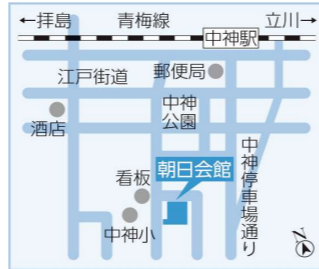 ←拝島 青梅線 立川→
中神駅
江戸街道
郵便局
酒店
中神
公園
看板
朝日会館
中神小
中神停車場通り
N